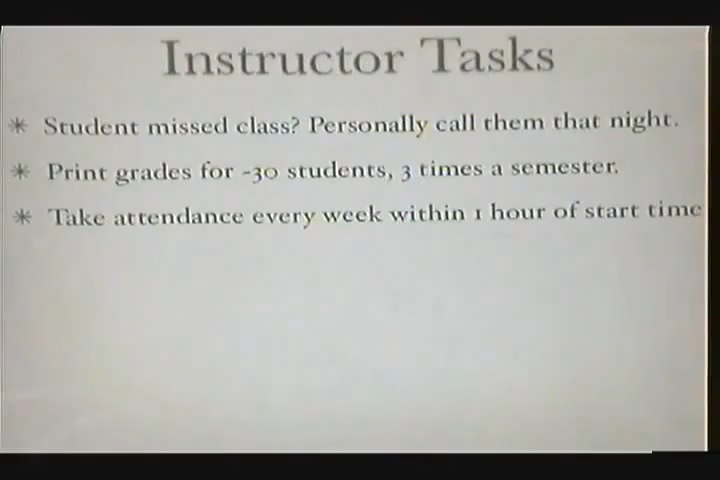 Instructor Tasks
* Student missed class? Personally call them that night.
* Print grades for ~30 students, 3 times a semester.
* Take attendance every week within 1 hour of start time